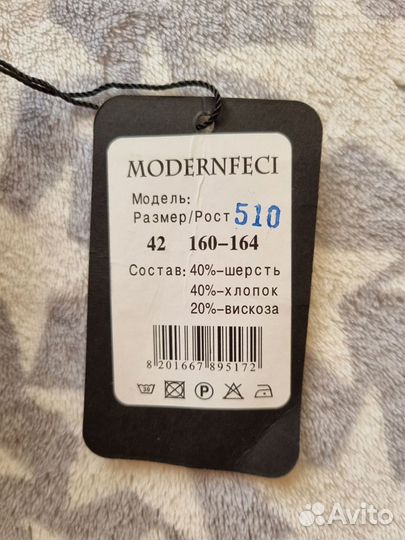 MODERNFECI
Модель:
Размер/Рост 510
42 160-164
Состав: 40%-шерсть
40%-хлопок
20%-вискоза
8 201667 895172
30 P
Avito